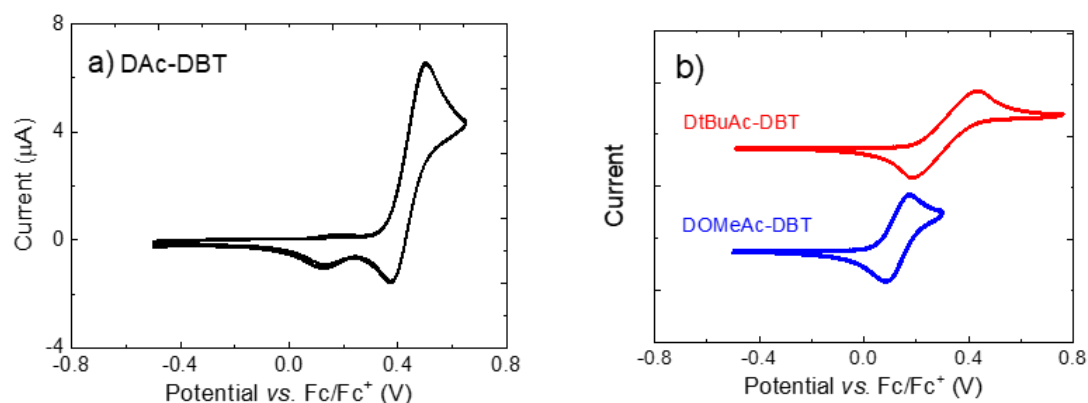 a) DAc-DBT
Current (μA)
8
4
0
-4
-0.8
-0.4
0.0
0.4
0.8
Potential vs. Fc/Fc⁺ (V)
b)
DtBuAc-DBT
DOMeAc-DBT
Current
-0.8
-0.4
0.0
0.4
0.8
Potential vs. Fc/Fc⁺ (V)